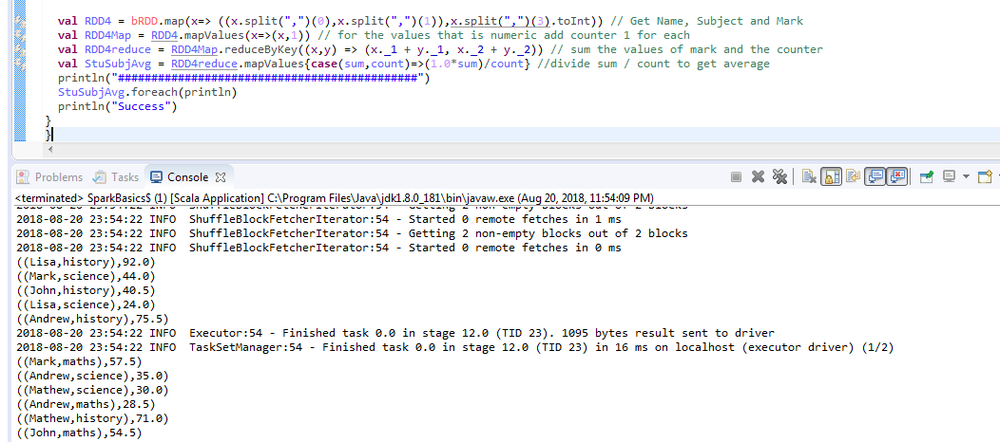 val RDD4 = bRDD.map(x=> ((x.split(",")(0),x.split(",")(1)),x.split(",")(3).toInt)) // Get Name, Subject and Mark
val RDD4Map = RDD4.mapValues(x=>(x,1)) // for the values that is numeric add counter 1 for each
val RDD4reduce = RDD4Map.reduceByKey((x,y) => (x._1 + y._1, x._2 + y._2)) // sum the values of mark and the counter
val StuSubjAvg = RDD4reduce.mapValues{case(sum,count)=>(1.0*sum)/count} //divide sum / count to get average
println("#############################################")
StuSubjAvg.foreach(println)
println("Success")
}
}
Problems Tasks Console
<terminated> SparkBasics$ (1) [Scala Application] C:\Program Files\Java\jdk1.8.0_181\bin\javaw.exe (Aug 20, 2018, 11:54:09 PM)
2018-08-20 23:54:22 INFO ShuffleBlockFetcherIterator:54 - Getting 1 non-empty blocks out of 2 blocks
2018-08-20 23:54:22 INFO ShuffleBlockFetcherIterator:54 - Started 0 remote fetches in 1 ms
2018-08-20 23:54:22 INFO ShuffleBlockFetcherIterator:54 - Getting 2 non-empty blocks out of 2 blocks
2018-08-20 23:54:22 INFO ShuffleBlockFetcherIterator:54 - Started 0 remote fetches in 0 ms
((Lisa,history),92.0)
((Mark,science),44.0)
((John,history),40.5)
((Lisa,science),24.0)
((Andrew,history),75.5)
2018-08-20 23:54:22 INFO Executor:54 - Finished task 0.0 in stage 12.0 (TID 23). 1095 bytes result sent to driver
2018-08-20 23:54:22 INFO TaskSetManager:54 - Finished task 0.0 in stage 12.0 (TID 23) in 16 ms on localhost (executor driver) (1/2)
((Mark,maths),57.5)
((Andrew,science),35.0)
((Mathew,science),30.0)
((Andrew,maths),28.5)
((Mathew,history),71.0)
((John,maths),54.5)